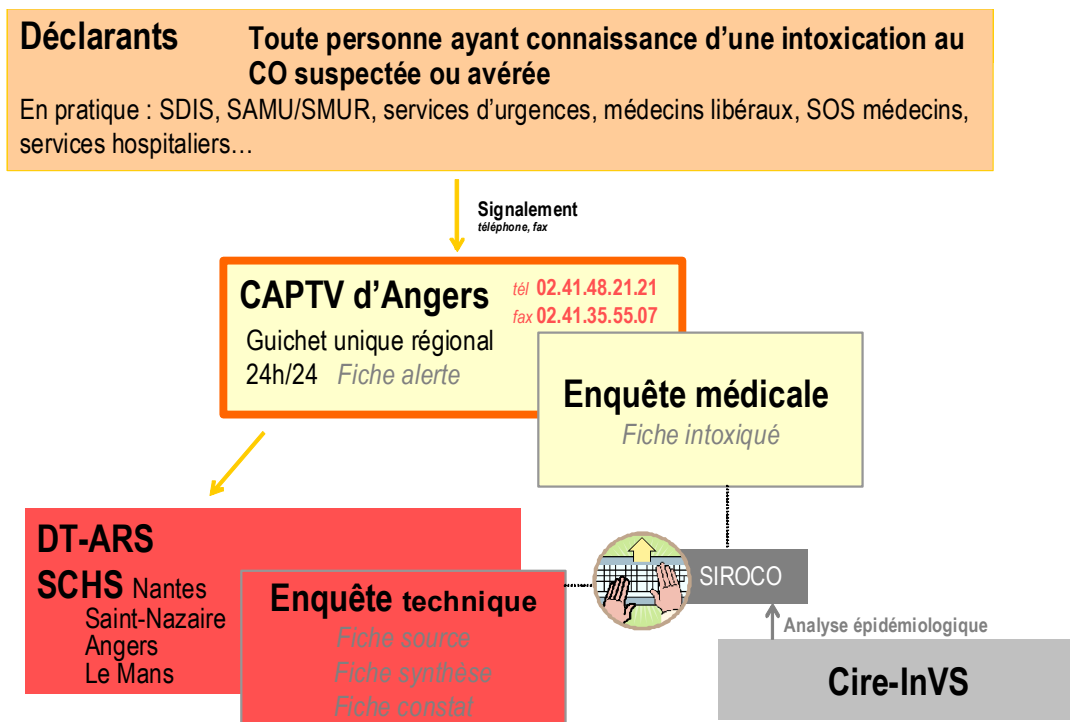 Déclarants Toute personne ayant connaissance d’une intoxication au
CO suspectée ou avérée
En pratique : SDIS, SAMU/SMUR, services d’urgences, médecins libéraux, SOS médecins,
services hospitaliers…
Signalement
téléphone, fax
CAPTV d’Angers tél 02.41.48.21.21
fax 02.41.35.55.07
Guichet unique régional
24h/24 Fiche alerte
Enquête médicale
Fiche intoxiqué
DT-ARS
SCHS Nantes
Saint-Nazaire
Angers
Le Mans
Enquête technique
Fiche source
Fiche synthèse
Fiche constat
SIROCO
Analyse épidémiologique
Cire-InVS